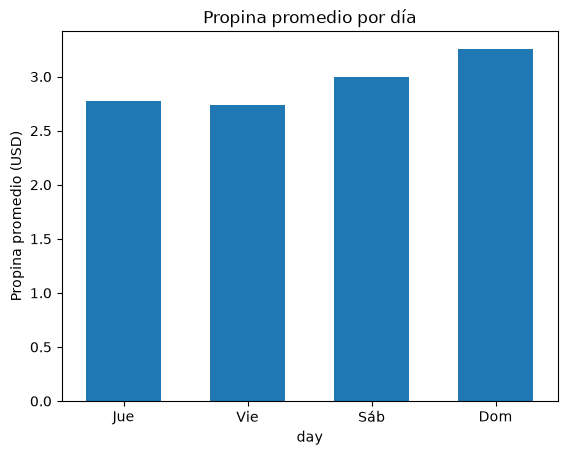 Propina promedio por día
Propina promedio (USD)
3.0
2.5
2.0
1.5
1.0
0.5
0.0
Jue Vie Sáb Dom
day